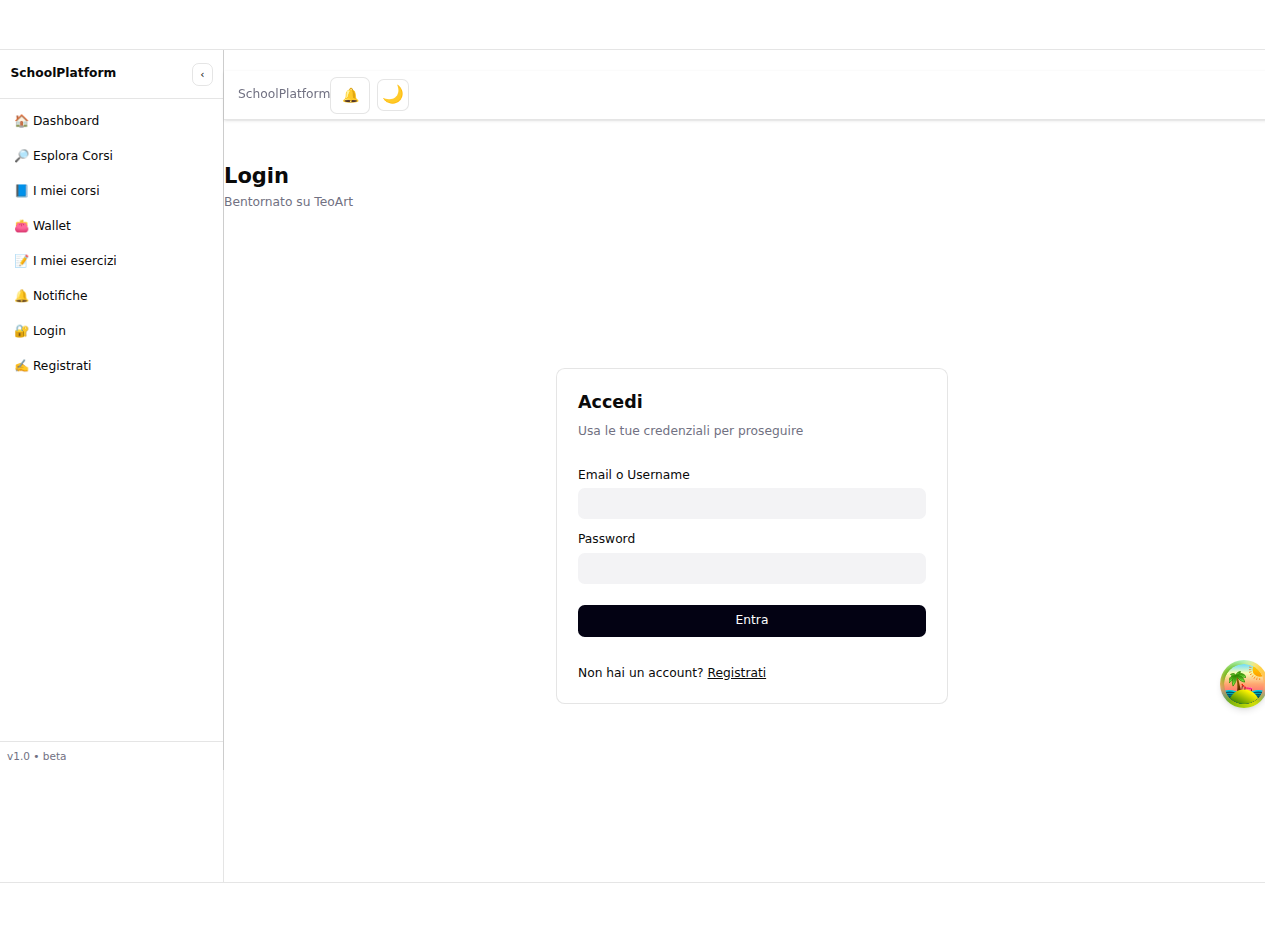 SchoolPlatform
‹
🏠 Dashboard
🔎 Esplora Corsi
📘 I miei corsi
👛 Wallet
📝 I miei esercizi
🔔 Notifiche
🔐 Login
✍️ Registrati
v1.0 • beta
SchoolPlatform 🔔 🌙
Login
Bentornato su TeoArt
Accedi
Usa le tue credenziali per proseguire
Email o Username
Password
Entra
Non hai un account? Registrati